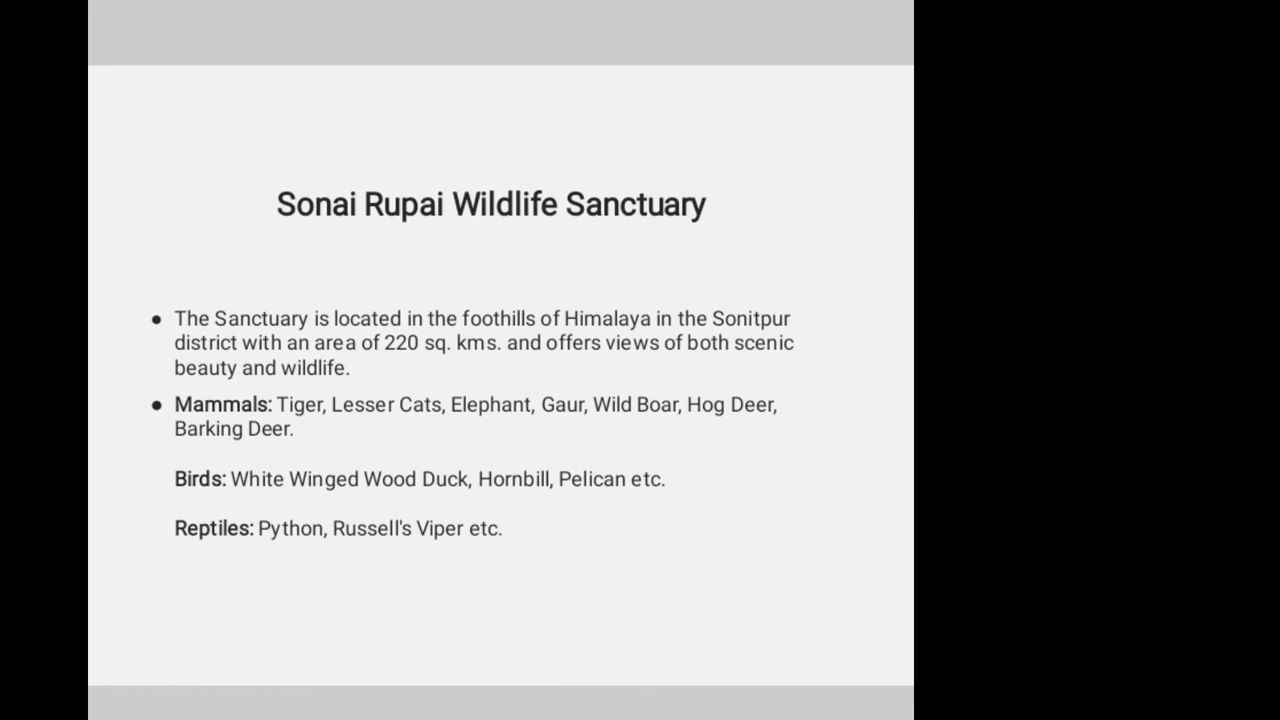 Sonai Rupai Wildlife Sanctuary
● The Sanctuary is located in the foothills of Himalaya in the Sonitpur
district with an area of 220 sq. kms. and offers views of both scenic
beauty and wildlife.
● Mammals: Tiger, Lesser Cats, Elephant, Gaur, Wild Boar, Hog Deer,
Barking Deer.
Birds: White Winged Wood Duck, Hornbill, Pelican etc.
Reptiles: Python, Russell's Viper etc.